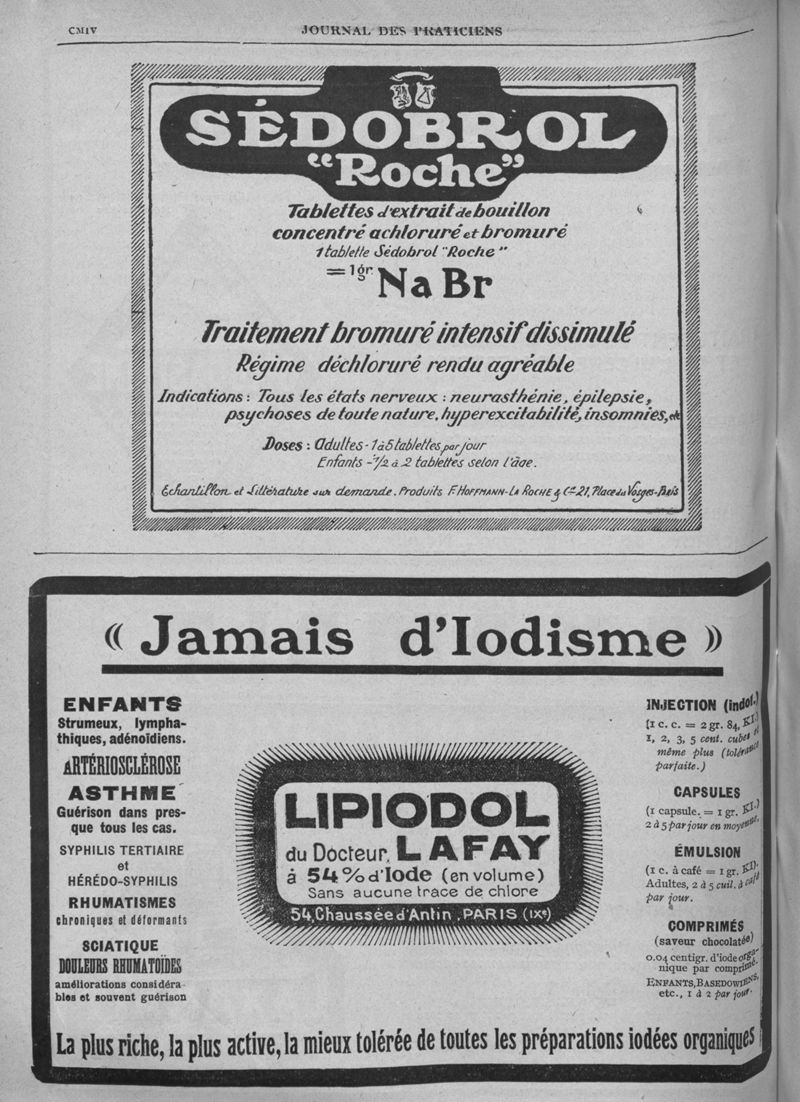 CMIV
JOURNAL DES PRATICIENS
SÉDOBROL
"Roche"
Tablettes d'extrait de bouillon
concentré achloruré et bromuré
1 tablette Sédobrol "Roche"
= 1gr. NaBr
Traitement bromuré intensif dissimulé
Régime déchloruré rendu agréable
Indications : Tous les états nerveux : neurasthénie, épilepsie,
psychoses de toute nature, hyperexcitabilité, insomnies, etc
Doses : Adultes - 1 à 5 tablettes par jour
Enfants - 1/2 à 2 tablettes selon l'âge.
Échantillon et Littérature sur demande. Produits F. HOFFMANN-LA ROCHE & Cie 21, Place des Vosges-Paris
« Jamais d'Iodisme »
ENFANTS
Strumeux, lympha-
thiques, adénoïdiens.
ARTÉRIOSCLÉROSE
ASTHME
Guérison dans pres-
que tous les cas.
SYPHILIS TERTIAIRE
et
HÉRÉDO-SYPHILIS
RHUMATISMES
chroniques et déformants
SCIATIQUE
DOULEURS RHUMATOÏDES
améliorations considéra-
bles et souvent guérison
LIPIODOL
du Docteur LAFAY
à 54 % d'Iode (en volume)
Sans aucune trace de chlore
54, Chaussée d'Antin, PARIS (IXe)
INJECTION (indol.)
(1 c. c. = 2 gr. 84, KI.)
1, 2, 3, 5 cent. cubes et
même plus (tolérance
parfaite.)
CAPSULES
(1 capsule. = 1 gr. KI.)
2 à 5 par jour en moyenne.
ÉMULSION
(1 c. à café = 1 gr. KI).
Adultes, 2 à 5 cuil. à café
par jour.
COMPRIMÉS
(saveur chocolatée)
0.04 centigr. d'iode orga-
nique par comprimé.
ENFANTS, BASEDOWIENS,
etc., 1 à 2 par jour.
La plus riche, la plus active, la mieux tolérée de toutes les préparations iodées organiques